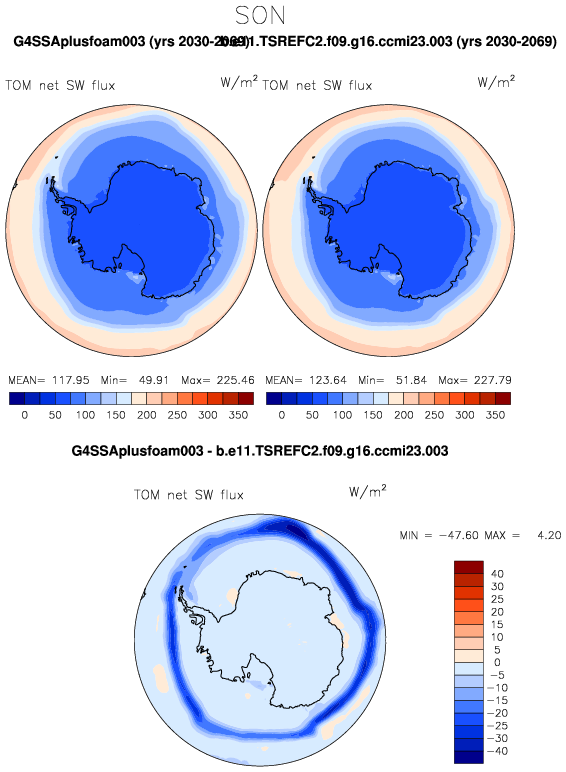 SON
G4SSAplusfoam003 (yrs 2030-2069)
b.e11.TSREFC2.f09.g16.ccmi23.003 (yrs 2030-2069)
TOM net SW flux W/m²
TOM net SW flux W/m²
MEAN= 117.95 Min= 49.91 Max= 225.46
MEAN= 123.64 Min= 51.84 Max= 227.79
0 50 100 150 200 250 300 350
0 50 100 150 200 250 300 350
G4SSAplusfoam003 - b.e11.TSREFC2.f09.g16.ccmi23.003
TOM net SW flux W/m²
MIN = −47.60 MAX = 4.20
40
30
25
20
15
10
5
0
−5
−10
−15
−20
−25
−30
−40